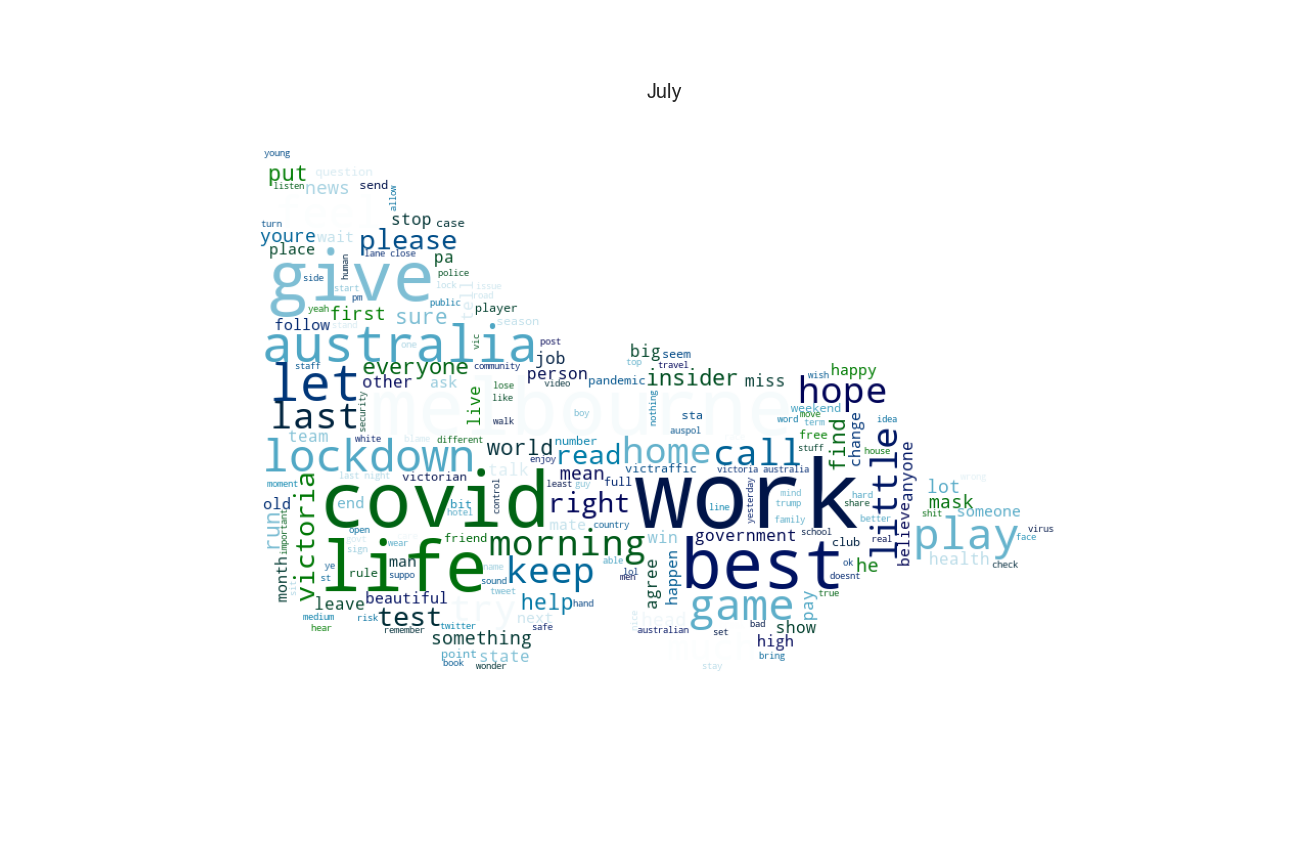 July
young
put
question
listen
news
send
allow
feel
stop
case
turn
youre
wait
please
place
lane close
pa
give
side
human
police
start
lock
issue
tell
road
pm
public
yeah
first
sure
player
follow
stand
season
australia
one
vic
post
big
seem
job
top
travel
let
staff
everyone
community
person
pandemic
insider
miss
wish
happy
hope
other
ask
video
last
security
melbourne
live
lose
like
walk
boy
nothing
sta
auspol
weekend
word
move
term
free
stuff
find
change
idea
house
little
team
white
blame
different
world
number
enjoy
lockdown
read
home
call
last night
victorian
talk
mean
least
guy
full
victraffic
victoria australia
moment
old
victoria
end
covid
bit
hotel
control
right
work
line
yesterday
mind
trump
family
hard
share
better
school
believe
anyone
lot
wrong
mask
shit
someone
play
face
virus
health
check
run
important
open
govt
sign
wear
friend
morning
mate
country
win
government
club
real
month
sit
life
man
rule
suppo
ye
st
name
sound
tweet
keep
able
lol
men
agree
happen
best
ok
doesnt
he
true
leave
beautiful
medium
hear
risk
test
remember
twitter
try
next
help
hand
safe
something
nice
head
australian
game
set
bad
pay
show
high
bring
point
state
book
wonder
stay